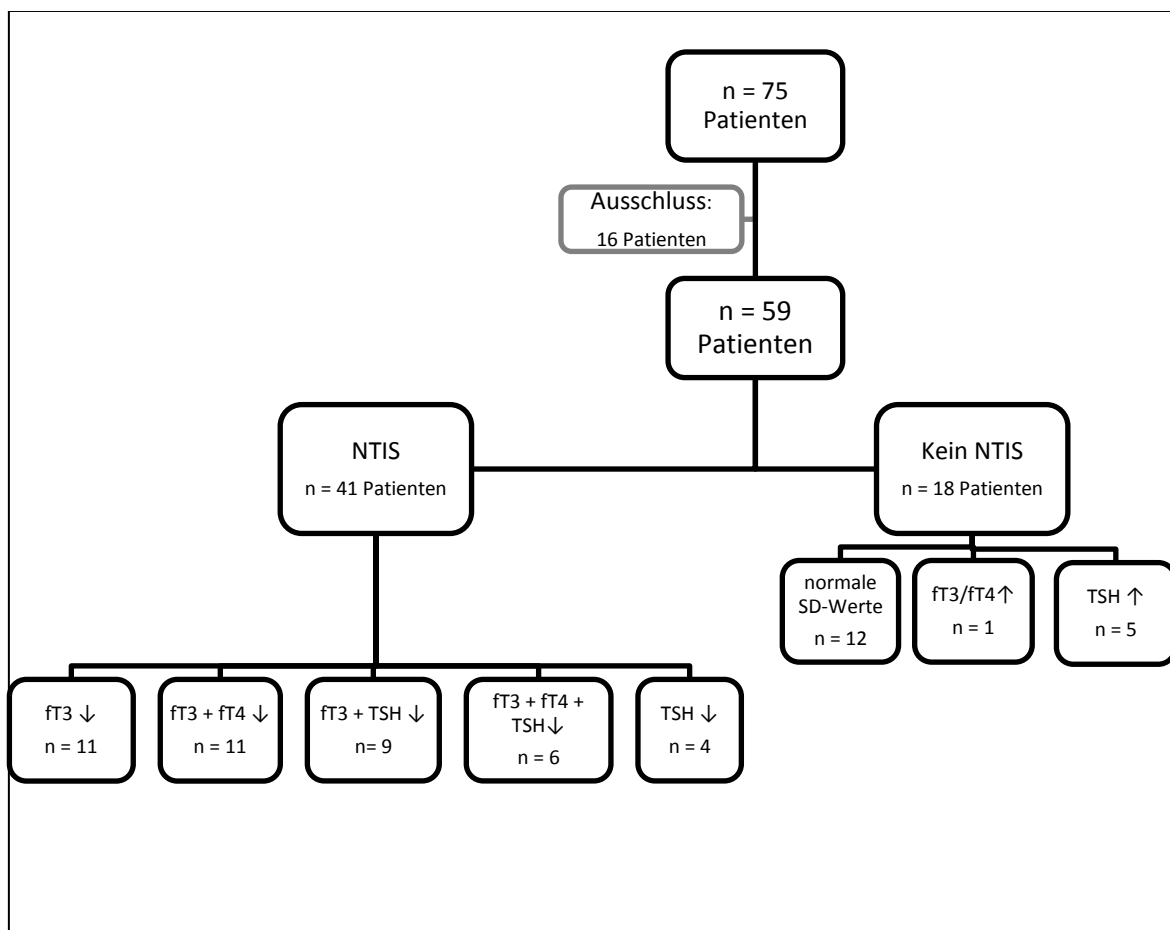 n = 75
Patienten
Ausschluss:
16 Patienten
n = 59
Patienten
NTIS
n = 41 Patienten
Kein NTIS
n = 18 Patienten
normale
SD-Werte
n = 12
fT3/fT4↑
n = 1
TSH ↑
n = 5
fT3 ↓
n = 11
fT3 + fT4 ↓
n = 11
fT3 + TSH ↓
n= 9
fT3 + fT4 +
TSH↓
n = 6
TSH ↓
n = 4